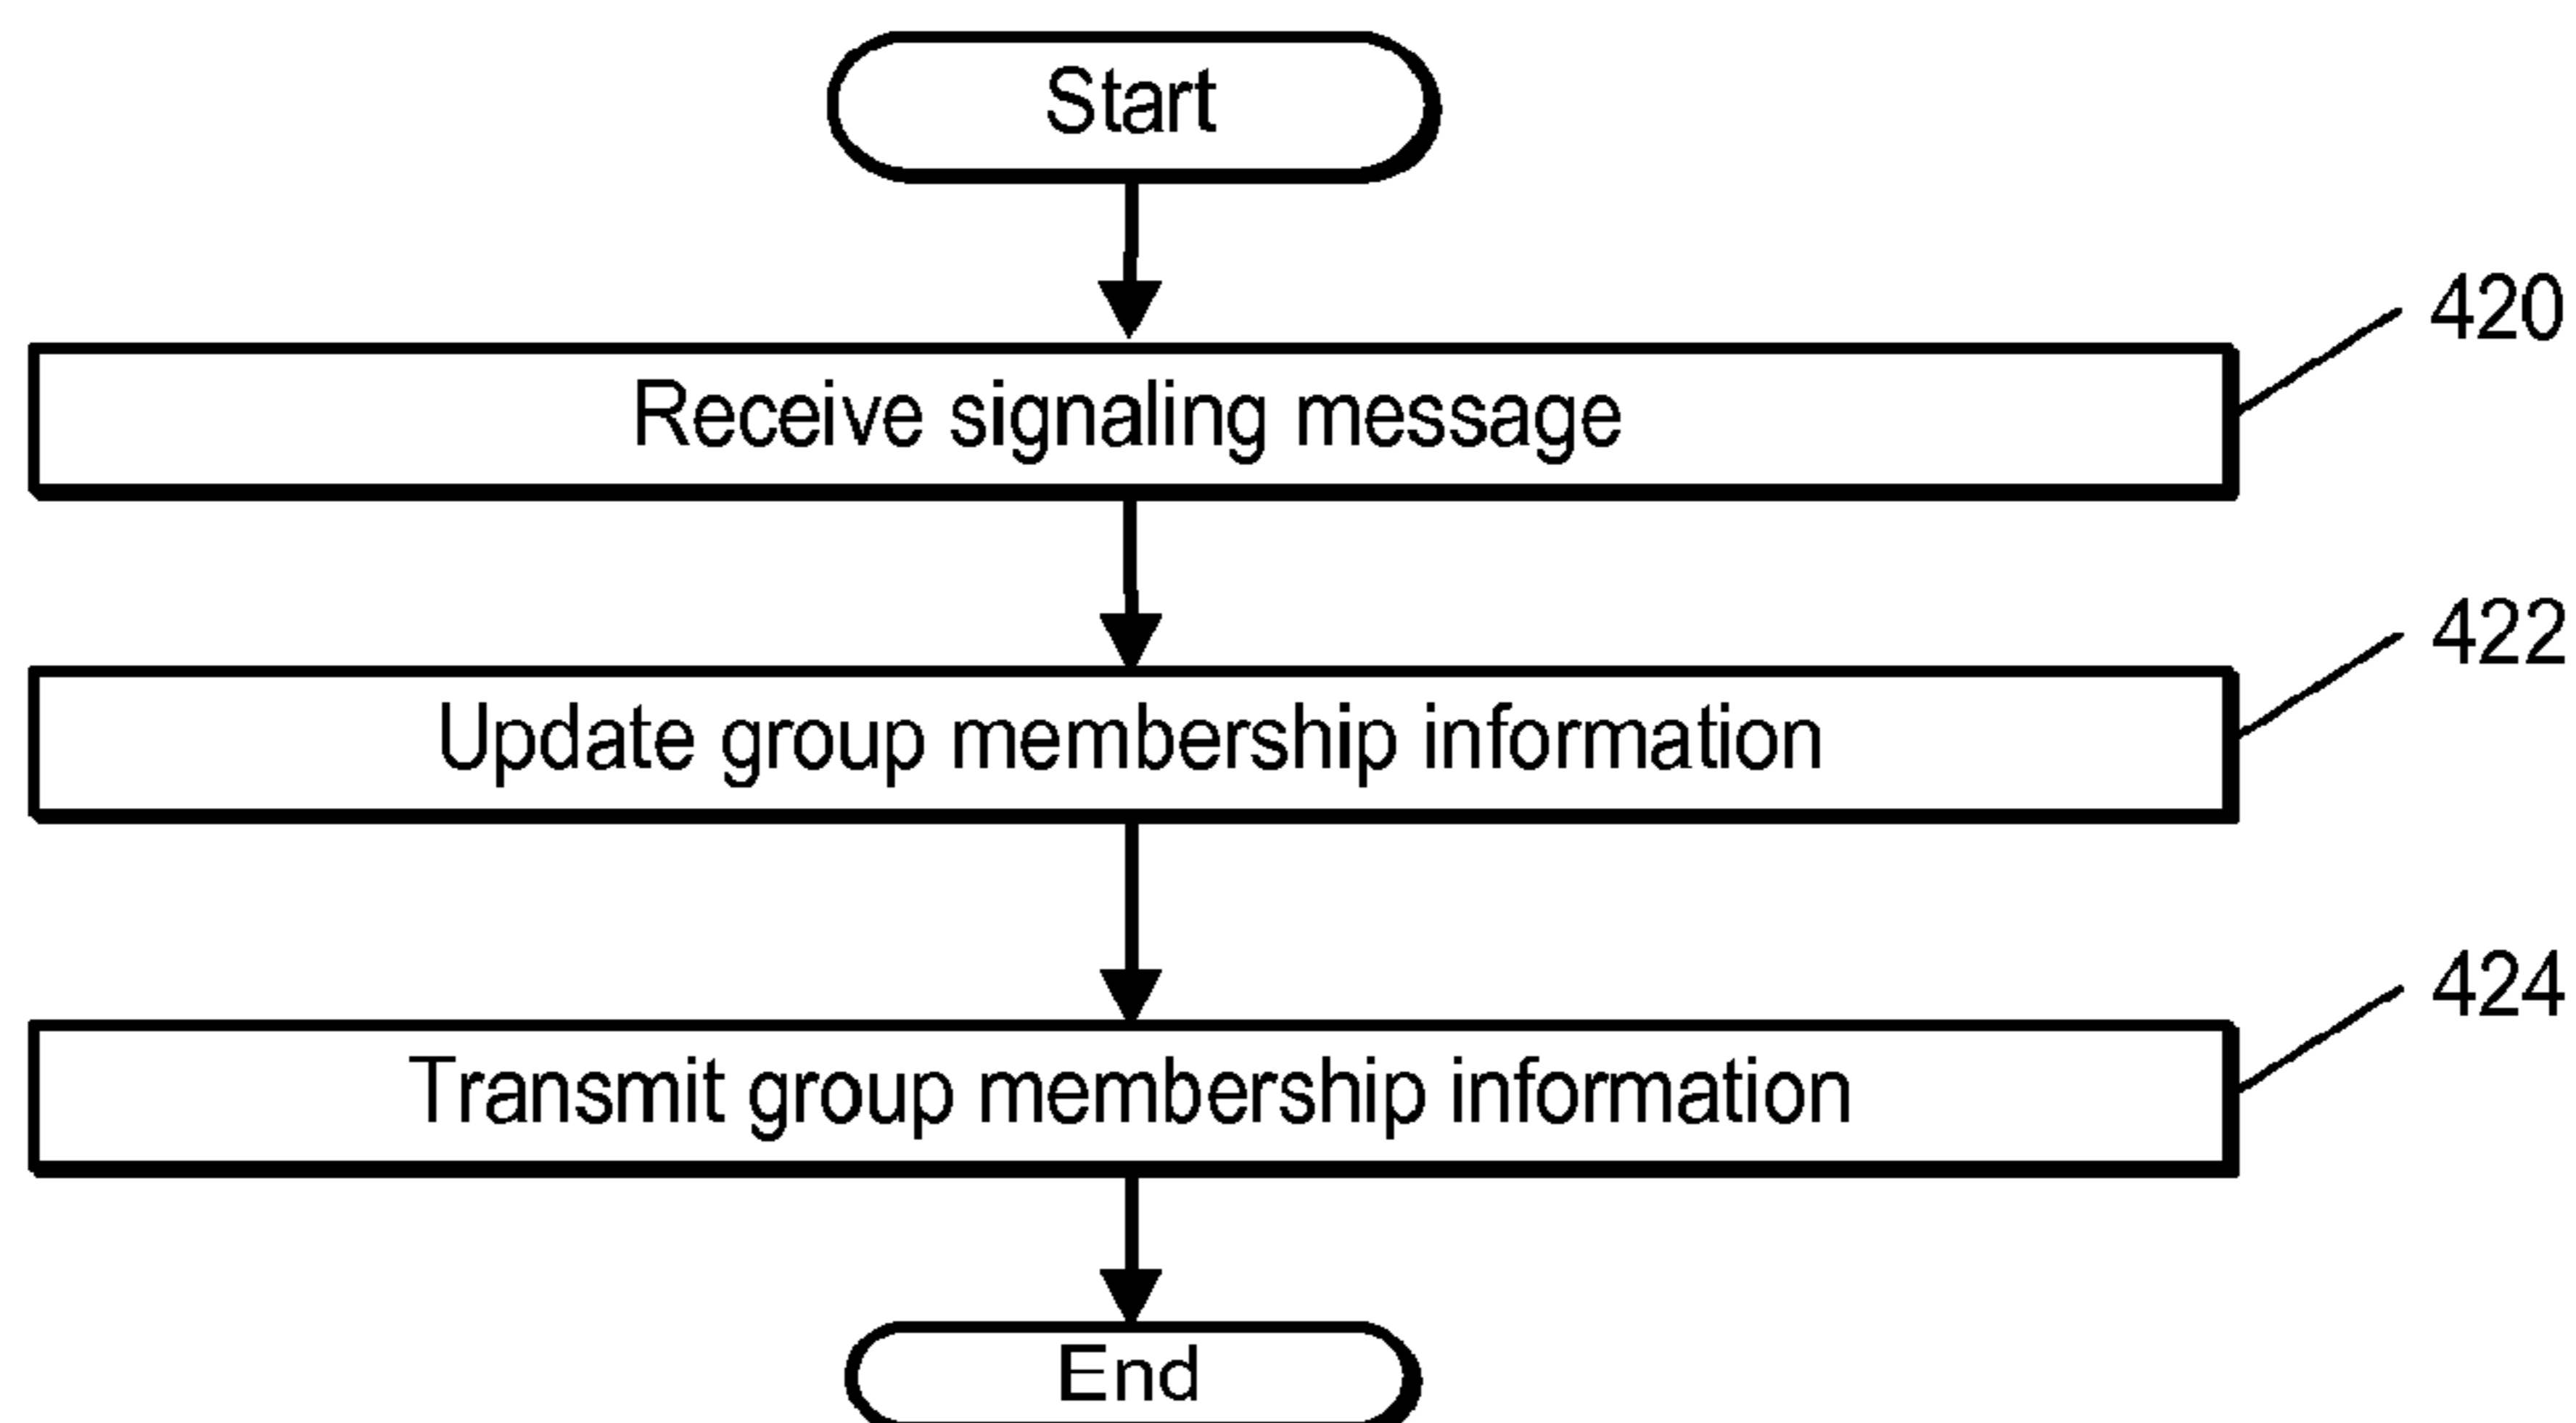 Start
Receive signaling message
420
Update group membership information
422
Transmit group membership information
424
End